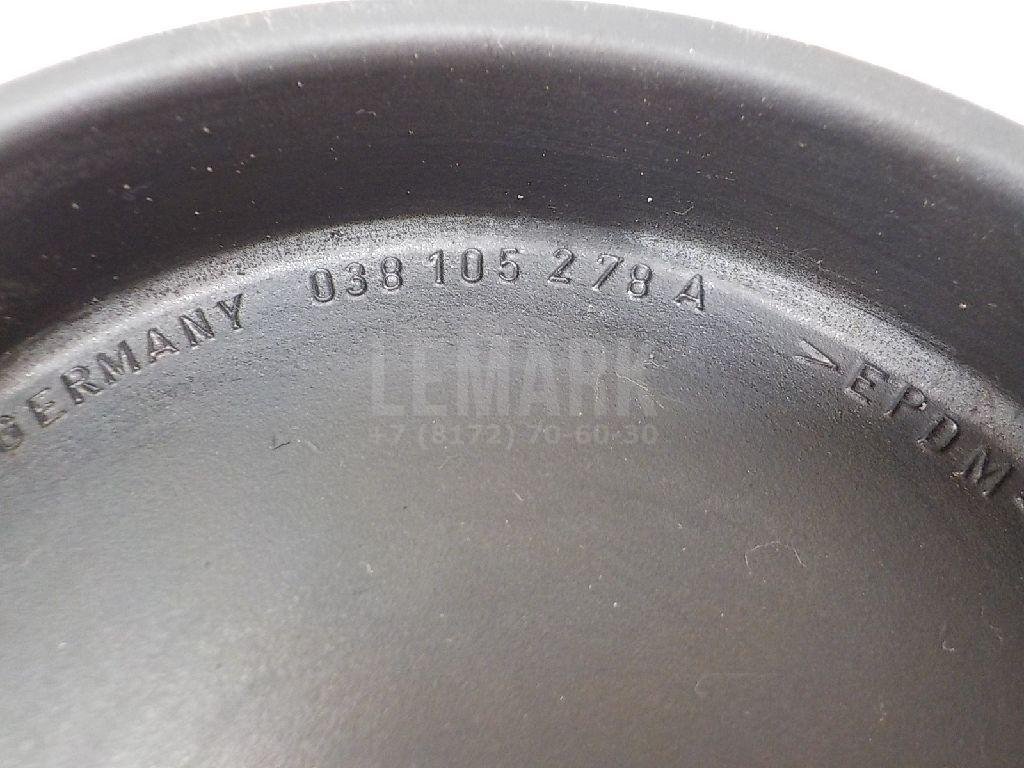 GERMANY 038 105 278 A >EPDM
LEMARK
+7 (8172) 70-60-30